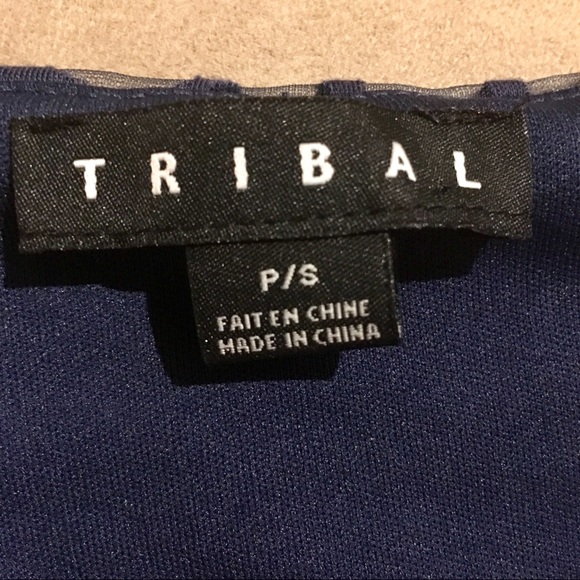 TRIBAL
P/S
FAIT EN CHINE
MADE IN CHINA